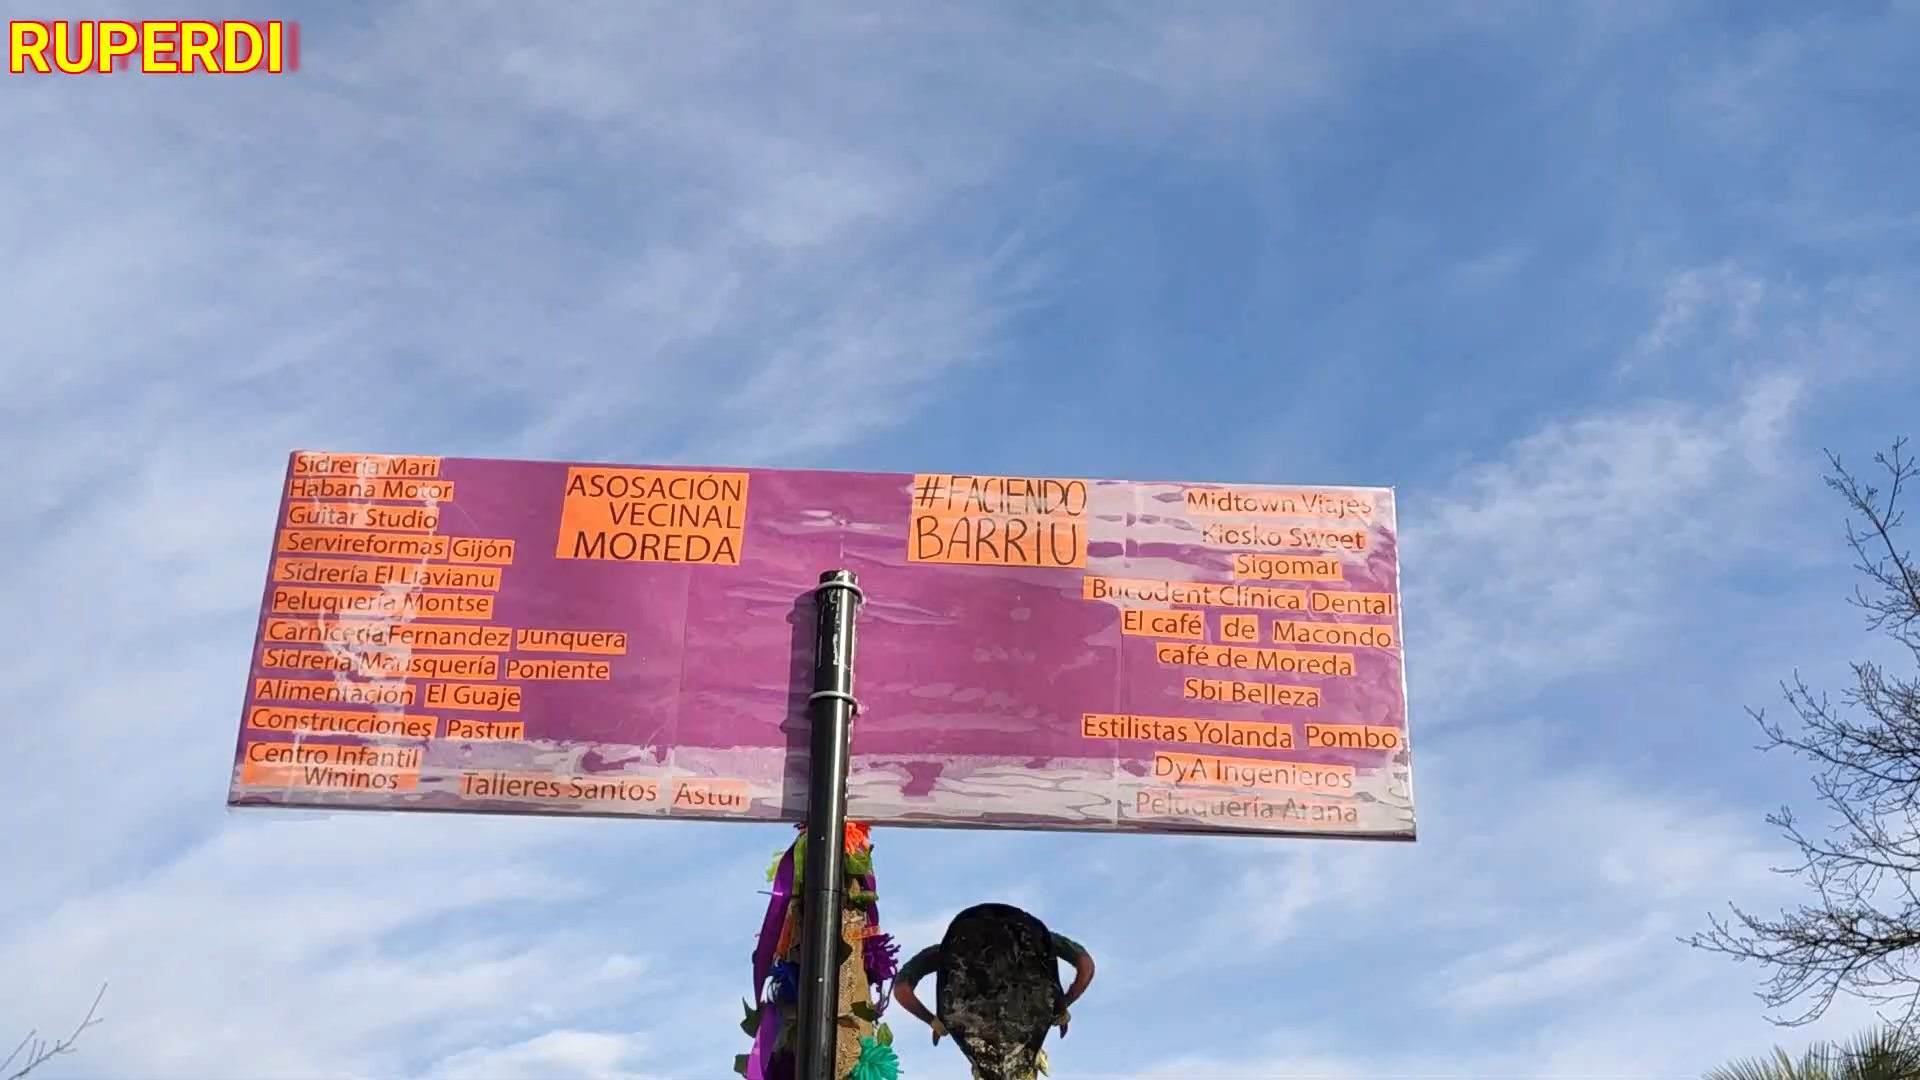 RUPERDI
Sidrería Mari
Habana Motor
Guitar Studio
Servireformas Gijón
Sidrería El Llavianu
Peluquería Montse
Carnicería Fernandez Junquera
Sidrería Marisquería Poniente
Alimentación El Guaje
Construcciones Pastur
Centro Infantil
Wininos
Talleres Santos Astur
ASOSACIÓN
VECINAL
MOREDA
#FACIENDO
BARRIU
Midtown Viajes
Kiosko Sweet
Sigomar
Bucodent Clínica Dental
El café de Macondo
café de Moreda
Sbi Belleza
Estilistas Yolanda Pombo
DyA Ingenieros
Peluquería Arana